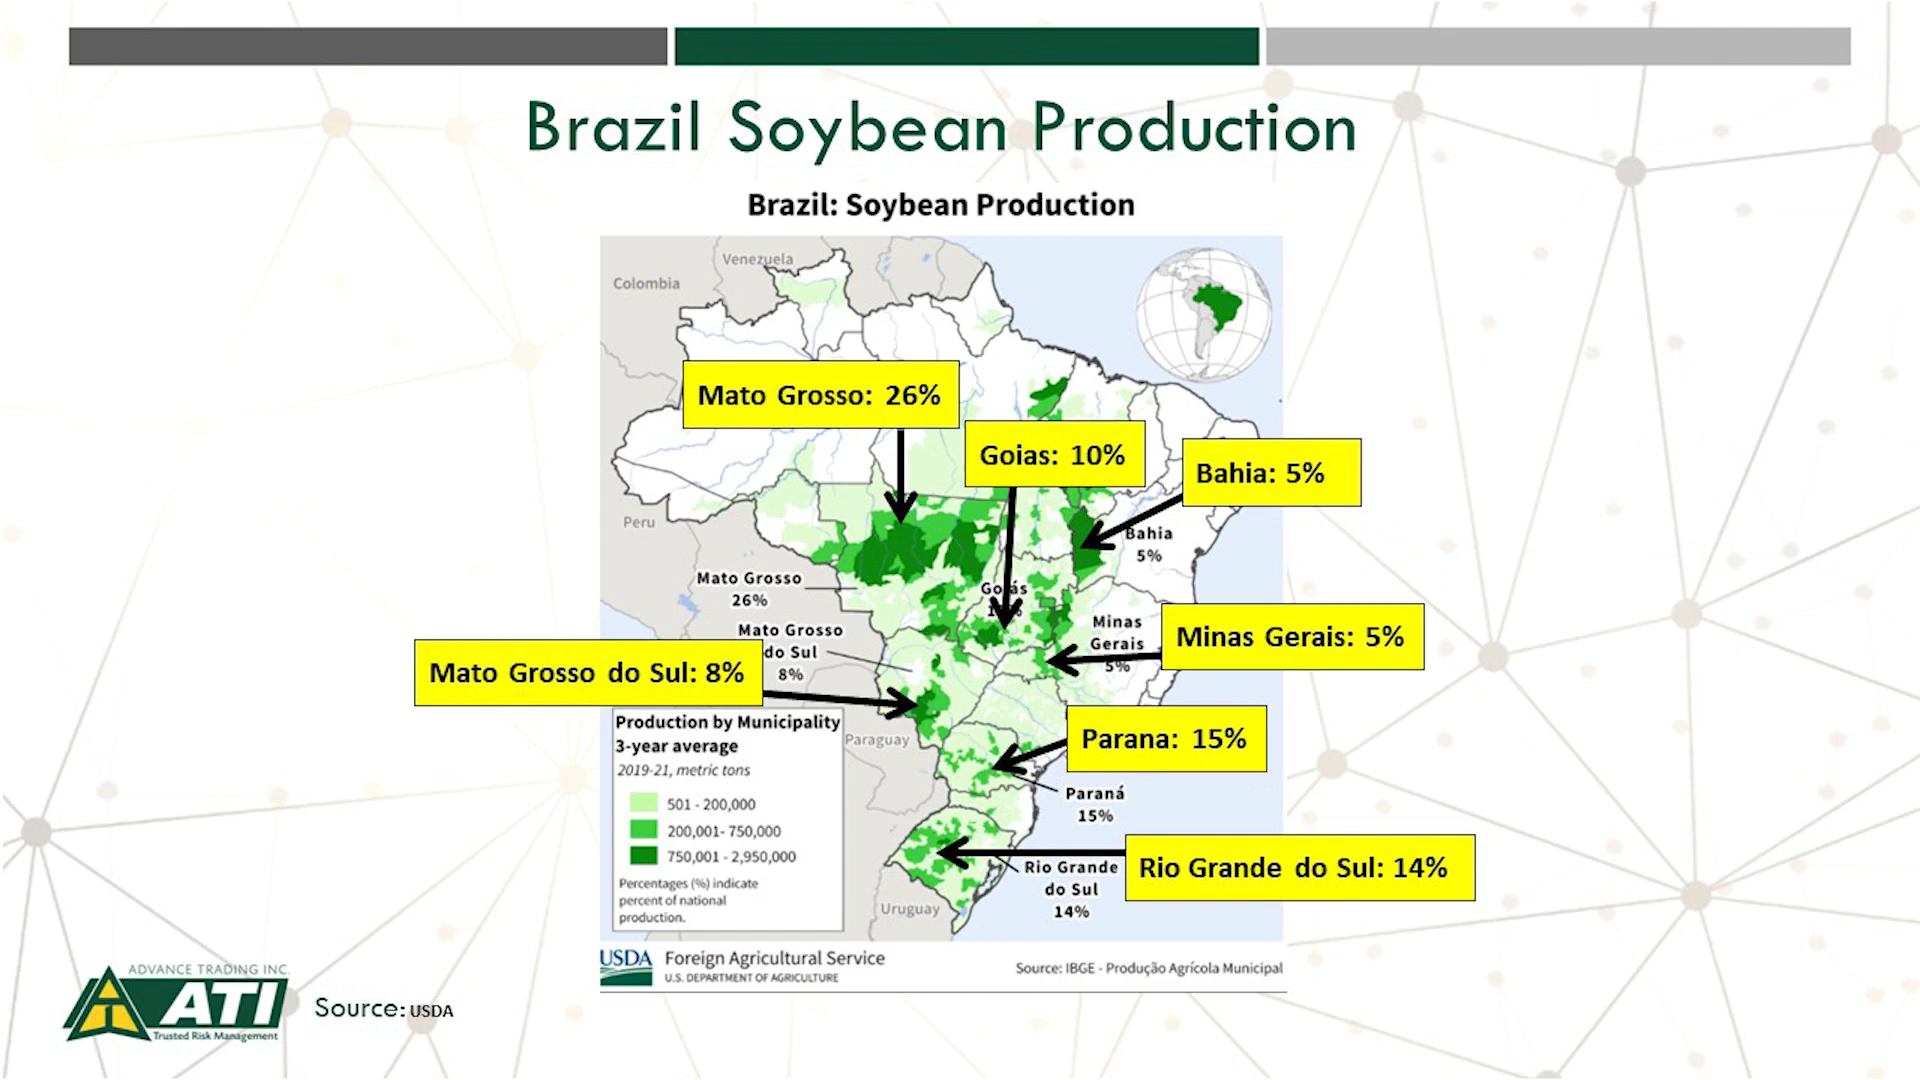 Brazil Soybean Production
Brazil: Soybean Production
Venezuela
Colombia
Mato Grosso: 26%
Goias: 10%
Bahia: 5%
Peru
Bahia
5%
Mato Grosso
26%
Goiás
Mato Grosso
do Sul
8%
Minas
Gerais
5%
Minas Gerais: 5%
Mato Grosso do Sul: 8%
Parana: 15%
Production by Municipality
3-year average
2019-21, metric tons
501 - 200,000
200,001- 750,000
750,001 - 2,950,000
Percentages (%) indicate
percent of national
production.
Paraguay
Paraná
15%
Rio Grande
do Sul
14%
Rio Grande do Sul: 14%
Uruguay
USDA
Foreign Agricultural Service
U.S. DEPARTMENT OF AGRICULTURE
Source: IBGE - Produção Agrícola Municipal
ADVANCE TRADING INC.
ATI
Trusted Risk Management
Source: USDA